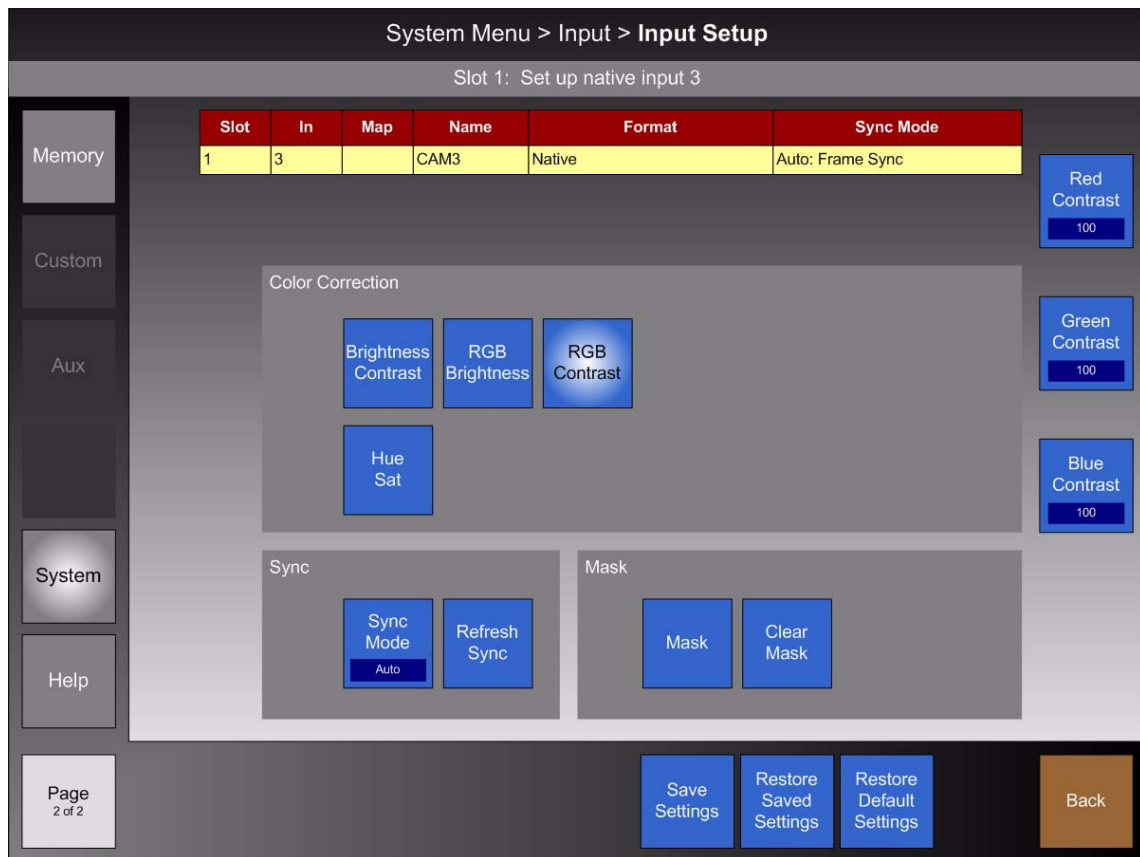 System Menu > Input > Input Setup
Slot 1: Set up native input 3
Slot In Map Name Format Sync Mode
1 3 CAM3 Native Auto: Frame Sync
Memory
Custom
Aux
System
Help
Page
2 of 2
Color Correction
Brightness
Contrast
RGB
Brightness
RGB
Contrast
Hue
Sat
Sync
Sync
Mode
Auto
Refresh
Sync
Mask
Mask
Clear
Mask
Red
Contrast
100
Green
Contrast
100
Blue
Contrast
100
Save
Settings
Restore
Saved
Settings
Restore
Default
Settings
Back